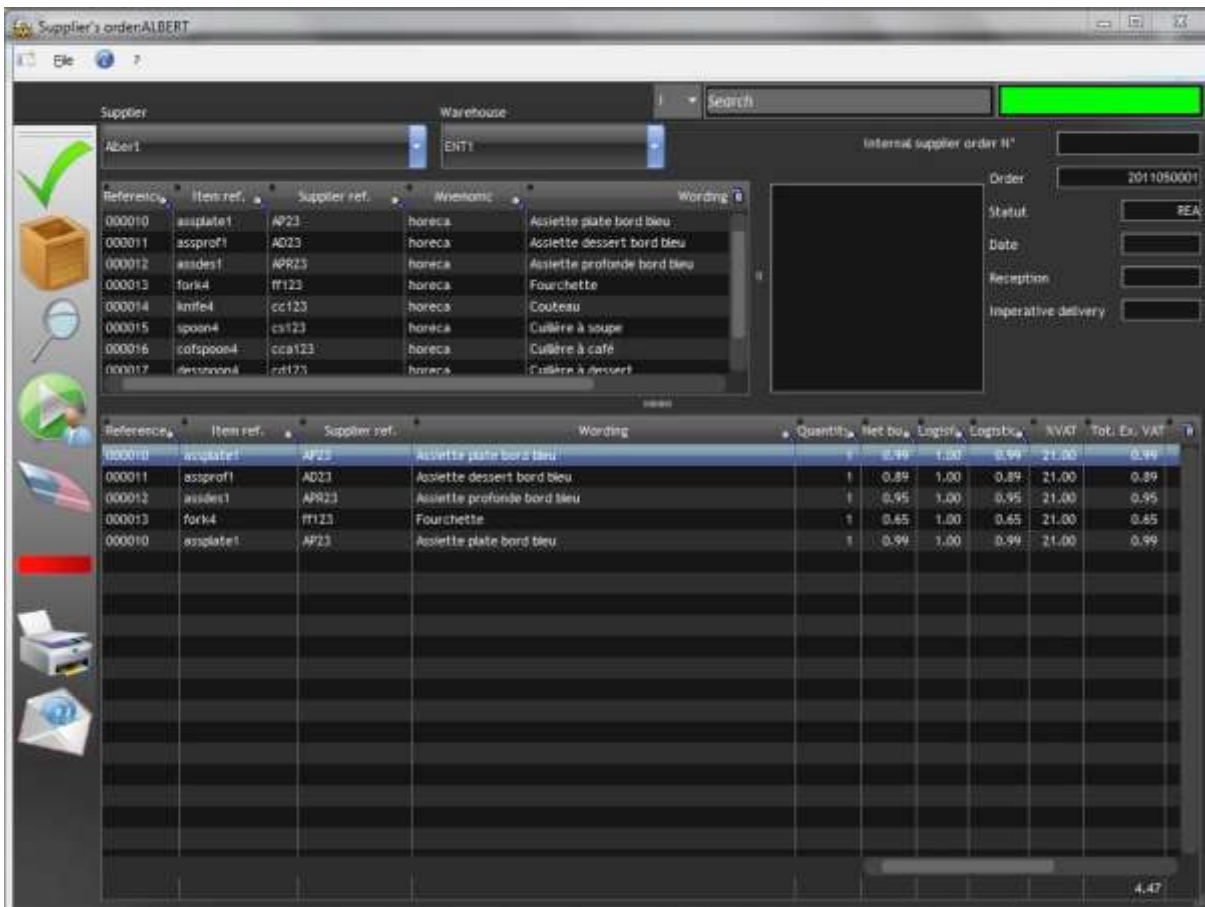 Supplier's order:ALBERT
File ?
Search
Supplier Warehouse
Albert ENT1
Internal supplier order N°
Order 2011050001
Statut REA
Date
Reception
Imperative delivery
Reference Item ref. Supplier ref. Mnemonic Wording
000010 assplate1 AP23 horeca Assiette plate bord bleu
000011 assprof1 AD23 horeca Assiette dessert bord bleu
000012 assdes1 APR23 horeca Assiette profonde bord bleu
000013 fork4 ff123 horeca Fourchette
000014 knife4 cc123 horeca Couteau
000015 spoon4 cs123 horeca Cuillère à soupe
000016 cofspoon4 cca123 horeca Cuillère à café
000017 desspoon4 cd123 horeca Cuillère à dessert
Reference Item ref. Supplier ref. Wording Quantity Net bu Logist Logistic %VAT Tot. Ex. VAT
000010 assplate1 AP23 Assiette plate bord bleu 1 0.99 1.00 0.99 21.00 0.99
000011 assprof1 AD23 Assiette dessert bord bleu 1 0.89 1.00 0.89 21.00 0.89
000012 assdes1 APR23 Assiette profonde bord bleu 1 0.95 1.00 0.95 21.00 0.95
000013 fork4 ff123 Fourchette 1 0.65 1.00 0.65 21.00 0.65
000010 assplate1 AP23 Assiette plate bord bleu 1 0.99 1.00 0.99 21.00 0.99
4.47